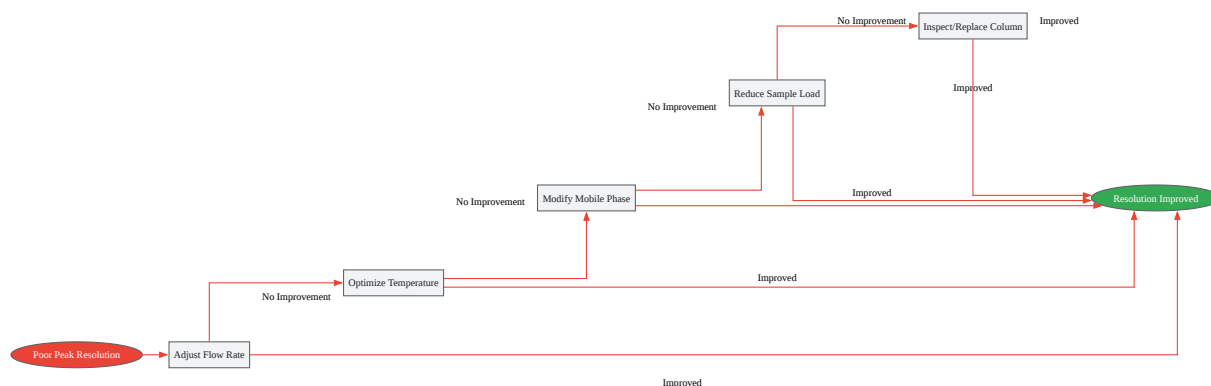 No Improvement
Inspect/Replace Column
Improved
Improved
Reduce Sample Load
No Improvement
Improved
Modify Mobile Phase
No Improvement
Resolution Improved
Improved
Optimize Temperature
No Improvement
Poor Peak Resolution
Adjust Flow Rate
Improved